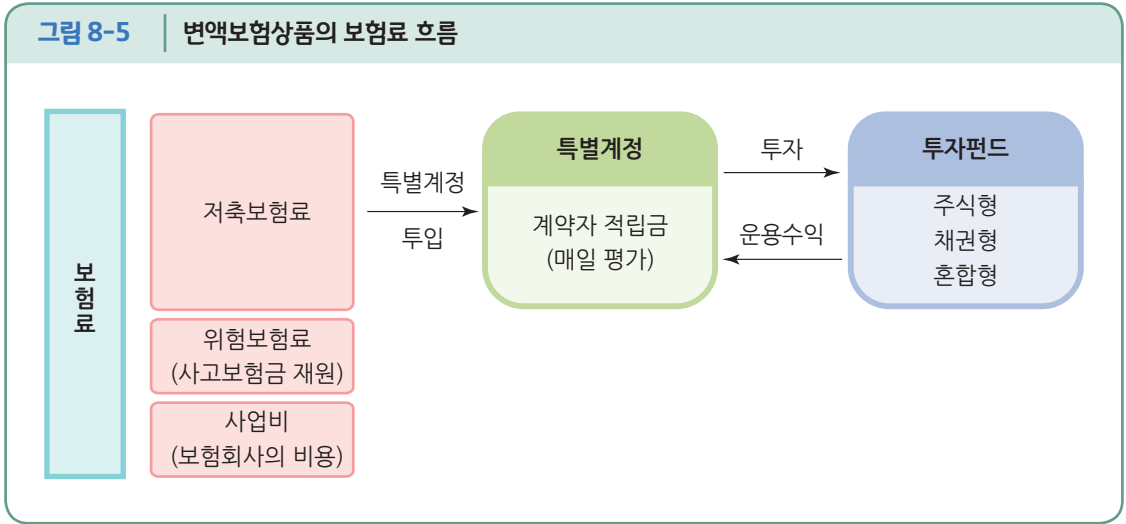 그림 8-5 변액보험상품의 보험료 흐름
보험료
저축보험료
위험보험료
(사고보험금 재원)
사업비
(보험회사의 비용)
특별계정
투입
특별계정
계약자 적립금
(매일 평가)
투자
운용수익
투자펀드
주식형
채권형
혼합형